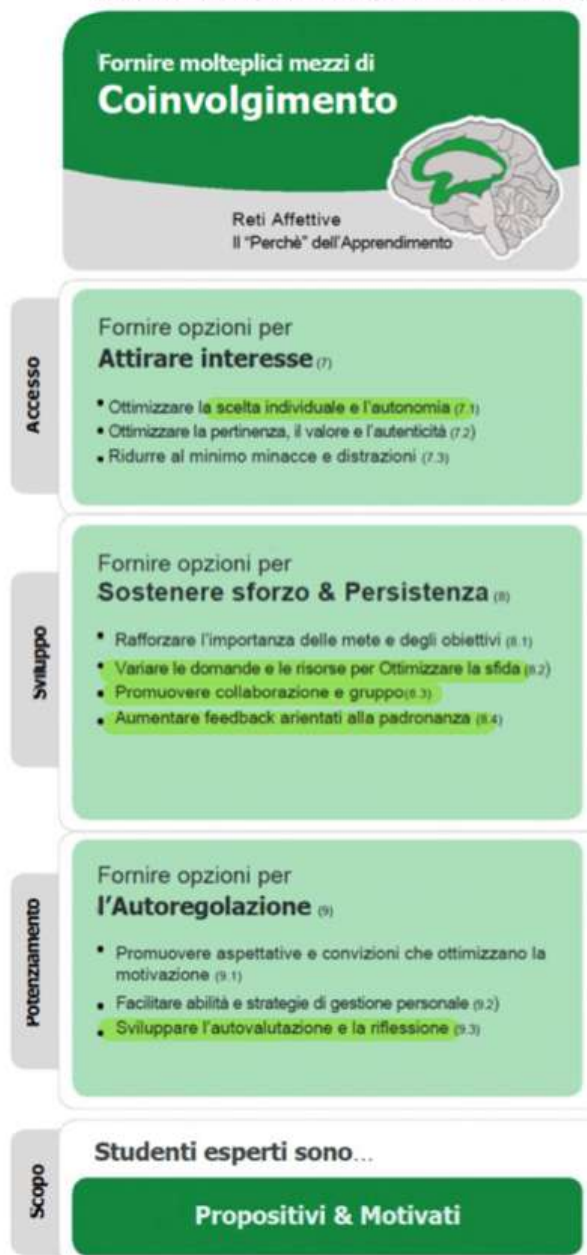 Fornire molteplici mezzi di
Coinvolgimento
Reti Affettive
Il "Perchè" dell'Apprendimento
Accesso
Fornire opzioni per
Attirare interesse (7)
• Ottimizzare la scelta individuale e l'autonomia (7.1)
• Ottimizzare la pertinenza, il valore e l'autenticità (7.2)
• Ridurre al minimo minacce e distrazioni (7.3)
Sviluppo
Fornire opzioni per
Sostenere sforzo & Persistenza (8)
• Rafforzare l'importanza delle mete e degli obiettivi (8.1)
• Variare le domande e le risorse per Ottimizzare la sfida (8.2)
• Promuovere collaborazione e gruppo(8.3)
• Aumentare feedback arientati alla padronanza (8.4)
Potenziamento
Fornire opzioni per
l'Autoregolazione (9)
• Promuovere aspettative e convizioni che ottimizzano la
motivazione (9.1)
• Facilitare abilità e strategie di gestione personale (9.2)
• Sviluppare l'autovalutazione e la riflessione (9.3)
Scopo
Studenti esperti sono...
Propositivi & Motivati